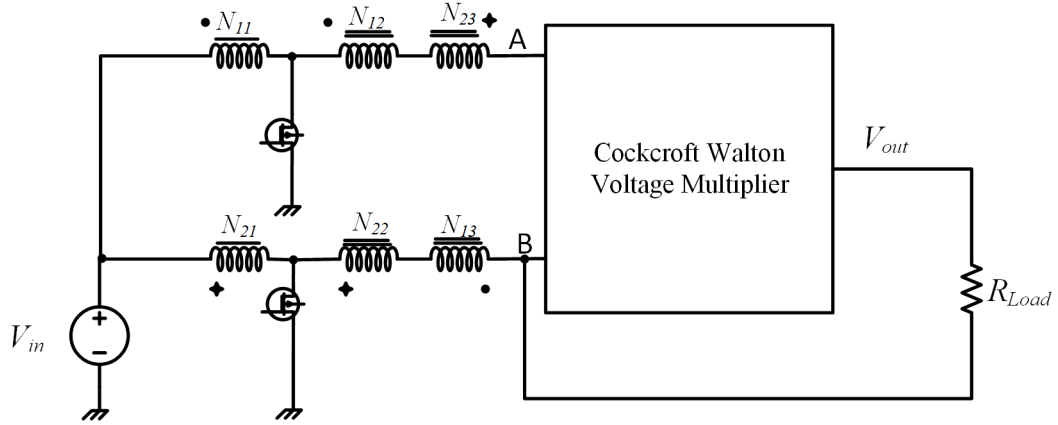 N11 N12 N23
A
Cockcroft Walton
Voltage Multiplier
Vout
N21 N22 N13
B
RLoad
Vin
+
−